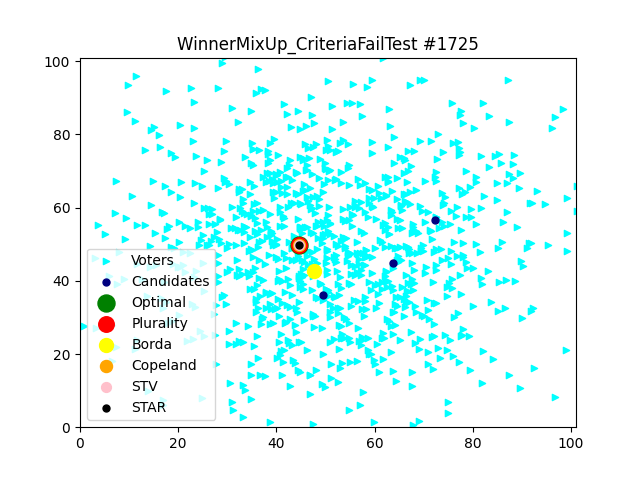 WinnerMixUp_CriteriaFailTest #1725
100
80
60
40
20
0
0 20 40 60 80 100
Voters
Candidates
Optimal
Plurality
Borda
Copeland
STV
STAR